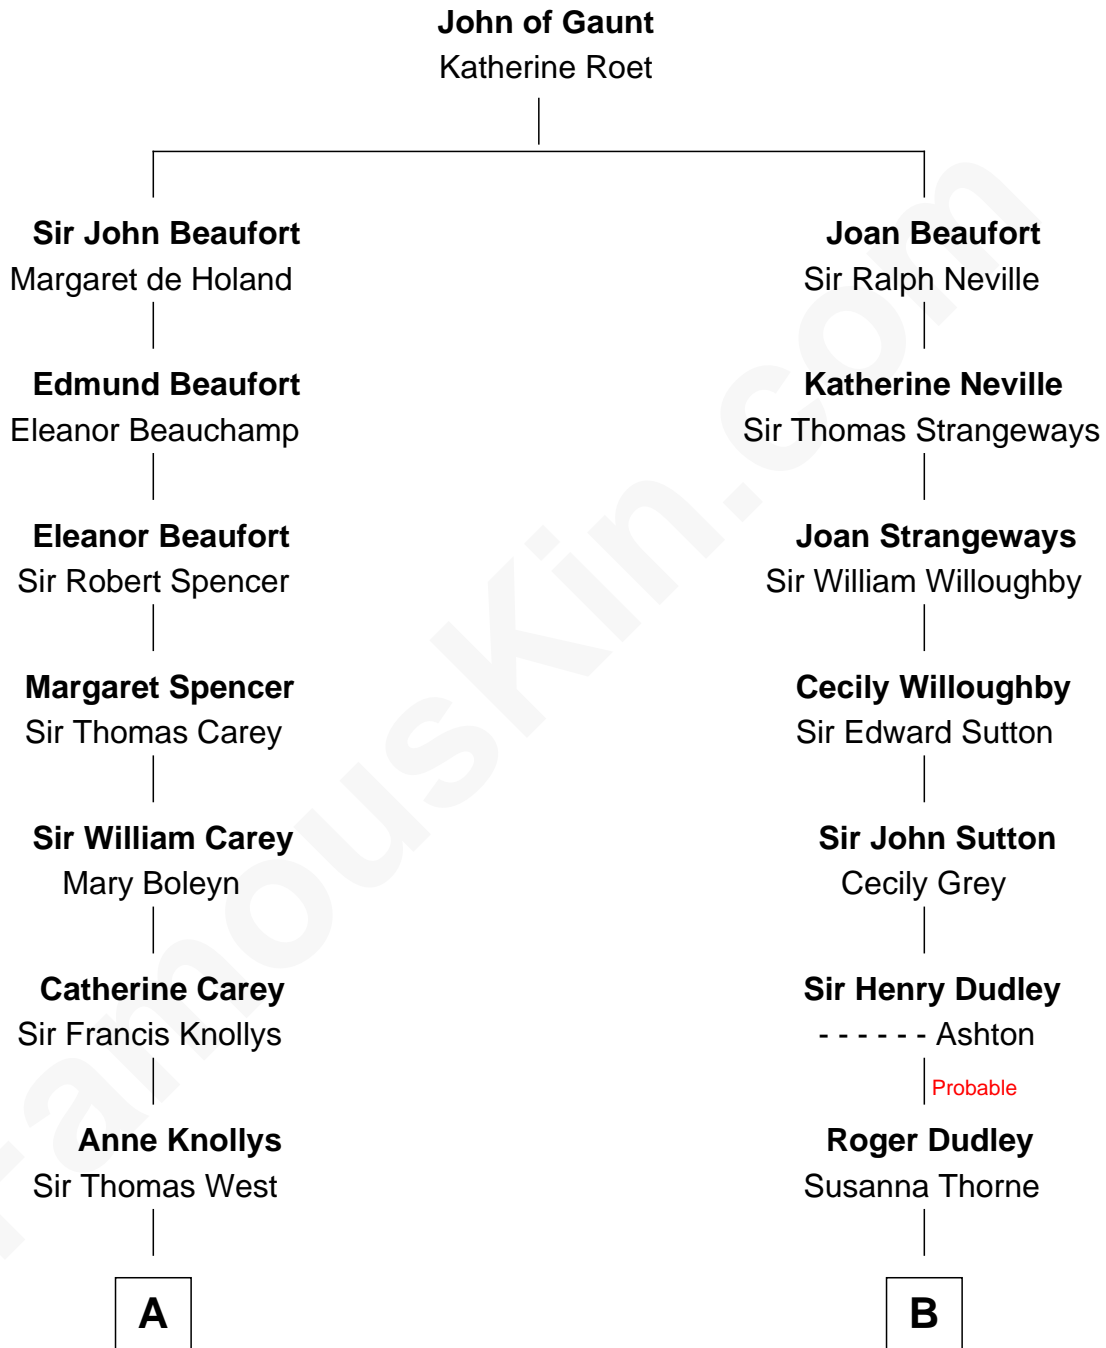 John of Gaunt
Katherine Roet
Sir John Beaufort
Margaret de Holand
Edmund Beaufort
Eleanor Beauchamp
Eleanor Beaufort
Sir Robert Spencer
Margaret Spencer
Sir Thomas Carey
Sir William Carey
Mary Boleyn
Catherine Carey
Sir Francis Knollys
Anne Knollys
Sir Thomas West
A
Joan Beaufort
Sir Ralph Neville
Katherine Neville
Sir Thomas Strangeways
Joan Strangeways
Sir William Willoughby
Cecily Willoughby
Sir Edward Sutton
Sir John Sutton
Cecily Grey
Sir Henry Dudley
- - - - - - Ashton
Probable
Roger Dudley
Susanna Thorne
B
FamousKin.com